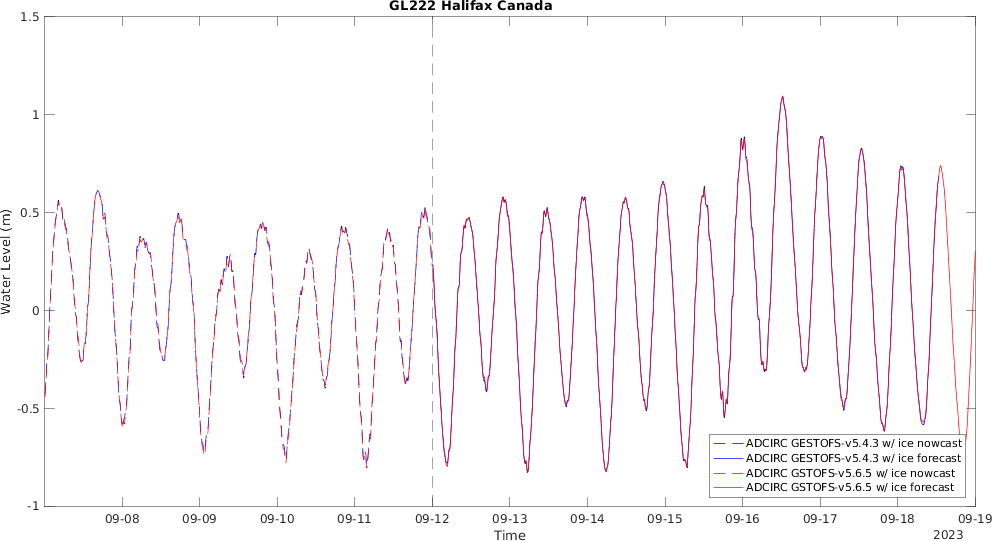 GL222 Halifax Canada
1.5
1
0.5
0
-0.5
-1
Water Level (m)
09-08 09-09 09-10 09-11 09-12 09-13 09-14 09-15 09-16 09-17 09-18 09-19
Time
2023
ADCIRC GESTOFS-v5.4.3 w/ ice nowcast
ADCIRC GESTOFS-v5.4.3 w/ ice forecast
ADCIRC GSTOFS-v5.6.5 w/ ice nowcast
ADCIRC GSTOFS-v5.6.5 w/ ice forecast